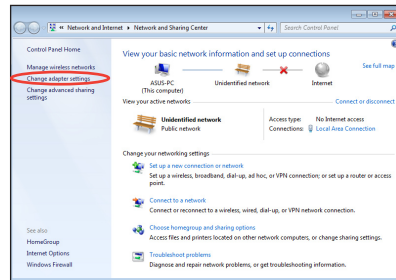 « Network and Internet ▸ Network and Sharing Center
Search Control Panel
Control Panel Home
Manage wireless networks
Change adapter settings
Change advanced sharing
settings
See also
HomeGroup
Internet Options
Windows Firewall
View your basic network information and set up connections
See full map
ASUS-PC
(This computer)
Unidentified network
Internet
View your active networks
Connect or disconnect
Unidentified network
Public network
Access type: No Internet access
Connections: Local Area Connection
Change your networking settings
Set up a new connection or network
Set up a wireless, broadband, dial-up, ad hoc, or VPN connection; or set up a router or access
point.
Connect to a network
Connect or reconnect to a wireless, wired, dial-up, or VPN network connection.
Choose homegroup and sharing options
Access files and printers located on other network computers, or change sharing settings.
Troubleshoot problems
Diagnose and repair network problems, or get troubleshooting information.